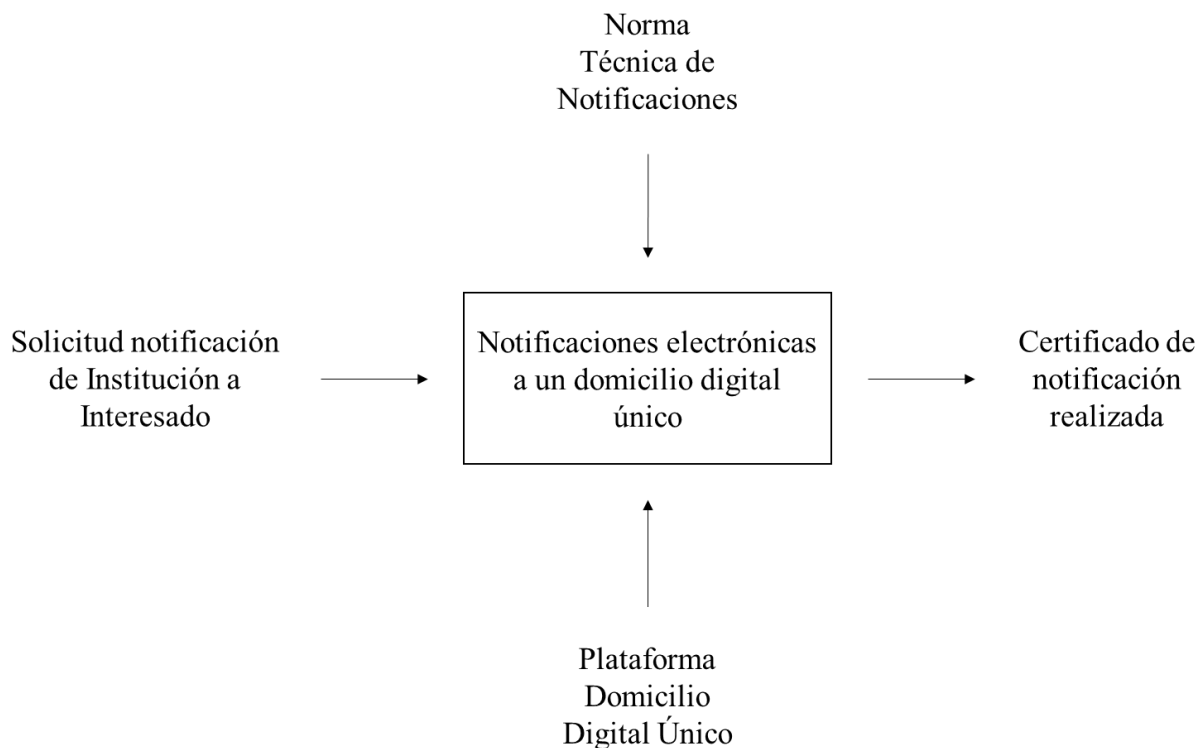 Norma
Técnica de
Notificaciones
Solicitud notificación
de Institución a
Interesado
Notificaciones electrónicas
a un domicilio digital
único
Certificado de
notificación
realizada
Plataforma
Domicilio
Digital Único